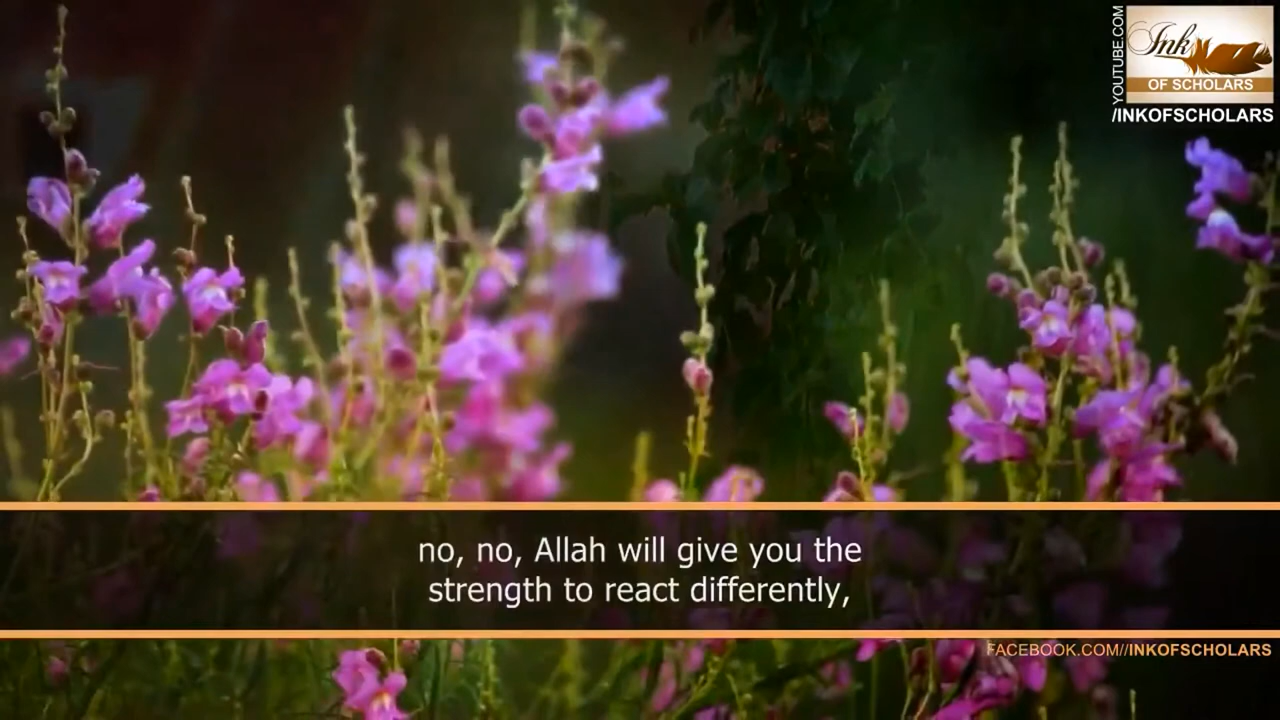 YOUTUBE.COM
Ink
OF SCHOLARS
/INKOFSCHOLARS
no, no, Allah will give you the
strength to react differently,
FACEBOOK.COM//INKOFSCHOLARS